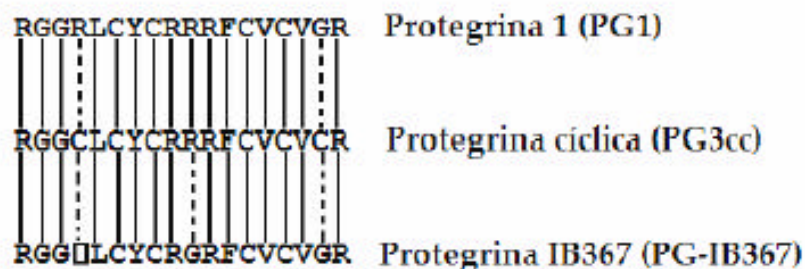 RGGRLCYCRRRFCVCVGR Protegrina 1 (PG1)
RGGCLCYCRRRFCVCVCR Protegrina cíclica (PG3cc)
RGG▯LCYCRGRFCVCVGR Protegrina IB367 (PG-IB367)